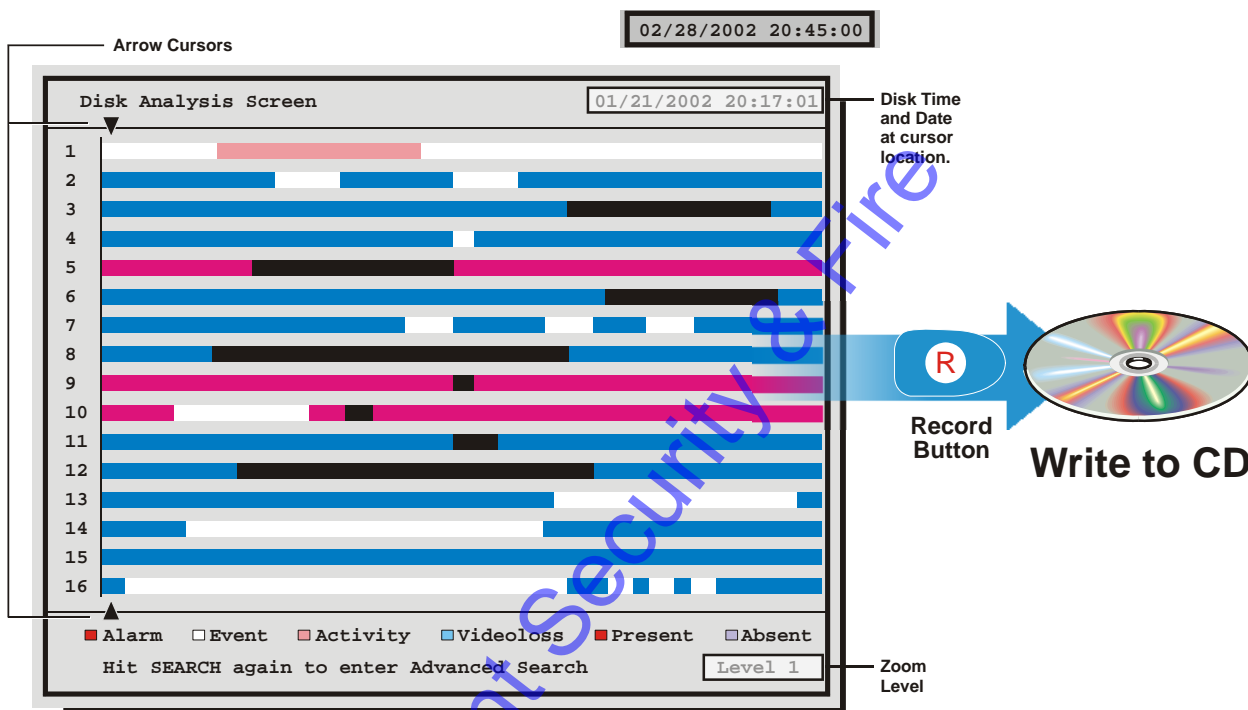 02/28/2002 20:45:00
Arrow Cursors
Disk Analysis Screen
01/21/2002 20:17:01
Disk Time
and Date
at cursor
location.
1
2
3
4
5
6
7
8
9
10
11
12
13
14
15
16
R
Record
Button
Write to CD
Alarm Event Activity Videoloss Present Absent
Hit SEARCH again to enter Advanced Search
Level 1
Zoom
Level
nt Security & Fire